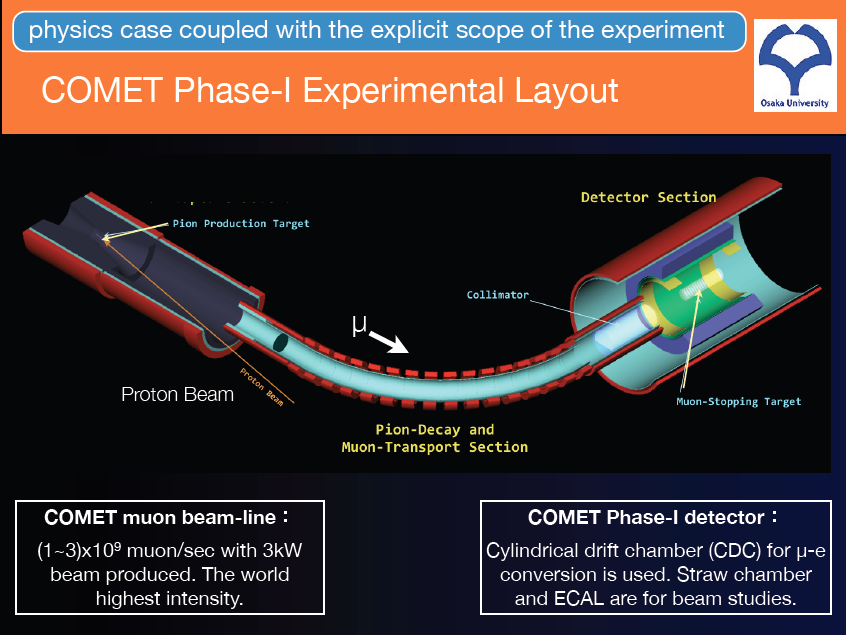 physics case coupled with the explicit scope of the experiment
COMET Phase-I Experimental Layout
Osaka University
Detector Section
Pion Production Target
Collimator
μ
Proton Beam
Proton Beam
Muon-Stopping Target
Pion-Decay and
Muon-Transport Section
COMET muon beam-line：
(1~3)x10⁹ muon/sec with 3kW
beam produced. The world
highest intensity.
COMET Phase-I detector：
Cylindrical drift chamber (CDC) for μ-e
conversion is used. Straw chamber
and ECAL are for beam studies.